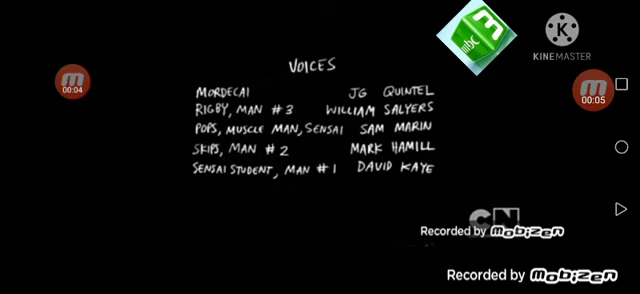 mbc
KINEMASTER
VOICES
MORDECAI JG QUINTEL
RIGBY, MAN #3 WILLIAM SALYERS
POPS, MUSCLE MAN, SENSAI SAM MARIN
SKIPS, MAN #2 MARK HAMILL
SENSAI STUDENT, MAN #1 DAVID KAYE
00:04
00:05
CN
Recorded by mobizen
Recorded by mobizen